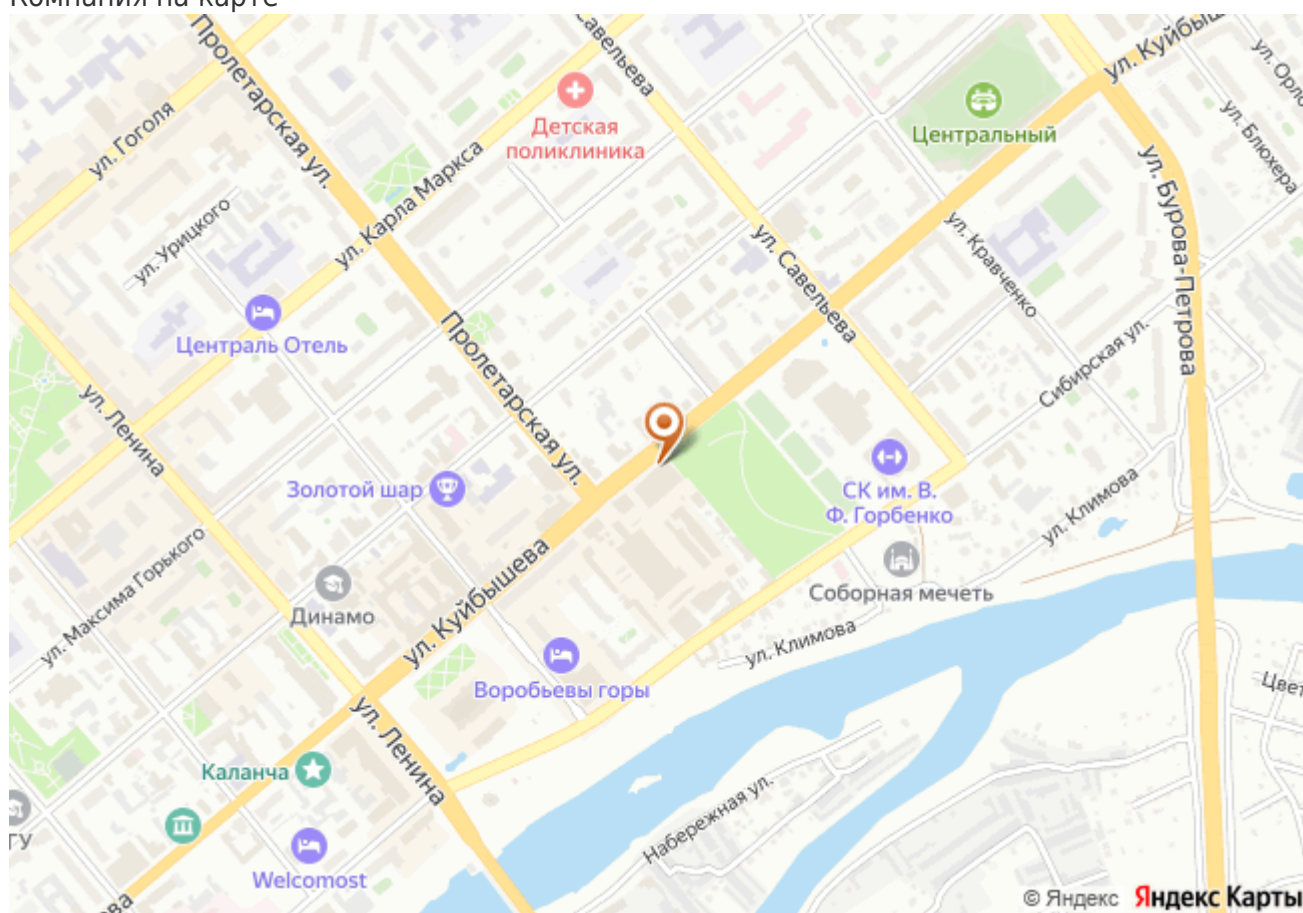 Компания на карте
Пролетарская ул.
Савельева
ул. Гоголя
ул. Карла Маркса
Детская
поликлиника
Центральный
ул. Блюхера
ул. Бурова-Петрова
ул. Урицкого
ул. Савельева
ул. Кравченко
Централь Отель
Пролетарская ул.
Сибирская ул.
ул. Ленина
Золотой шар
СК им. В.
Ф. Горбенко
ул. Климова
ул. Максима Горького
Динамо
ул. Куйбышева
Соборная мечеть
ул. Климова
Воробьевы горы
ул. Ленина
Каланча
Набережная ул.
ГУ
Welcomost
© Яндекс Яндекс Карты